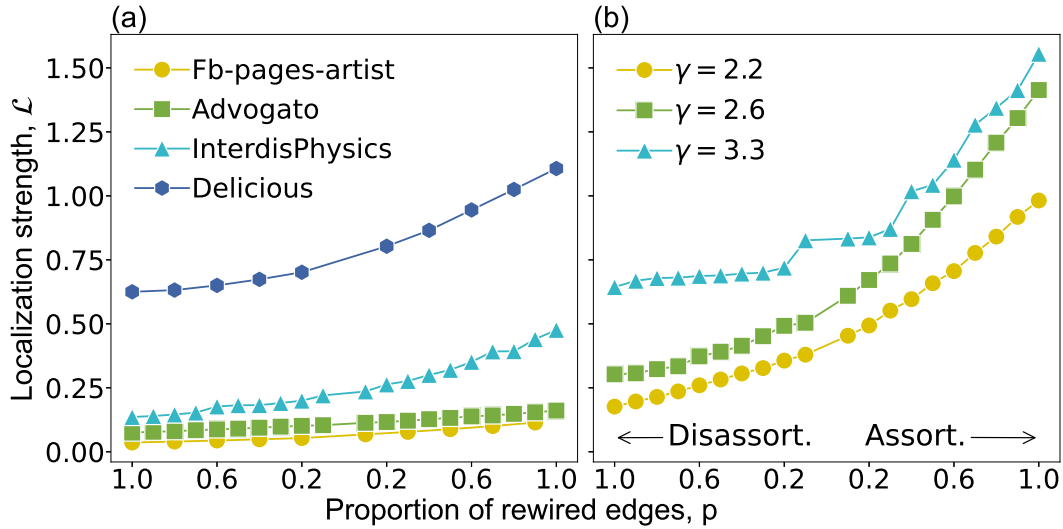 (a)
(b)
Localization strength, ℒ
1.50
1.25
1.00
0.75
0.50
0.25
0.00
Fb-pages-artist
Advogato
InterdisPhysics
Delicious
γ = 2.2
γ = 2.6
γ = 3.3
← Disassort.
Assort. →
1.0 0.6 0.2 0.2 0.6 1.0
1.0 0.6 0.2 0.2 0.6 1.0
Proportion of rewired edges, p